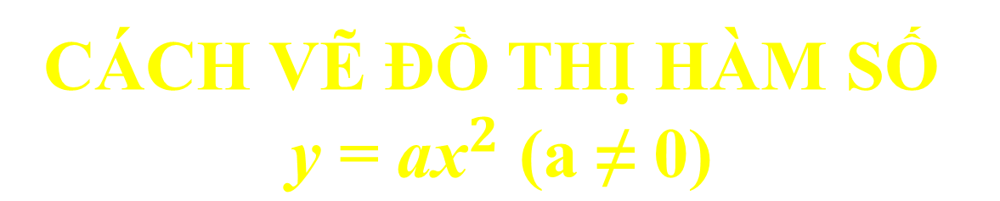 CÁCH VẼ ĐỒ THỊ HÀM SỐ
y = ax² (a ≠ 0)